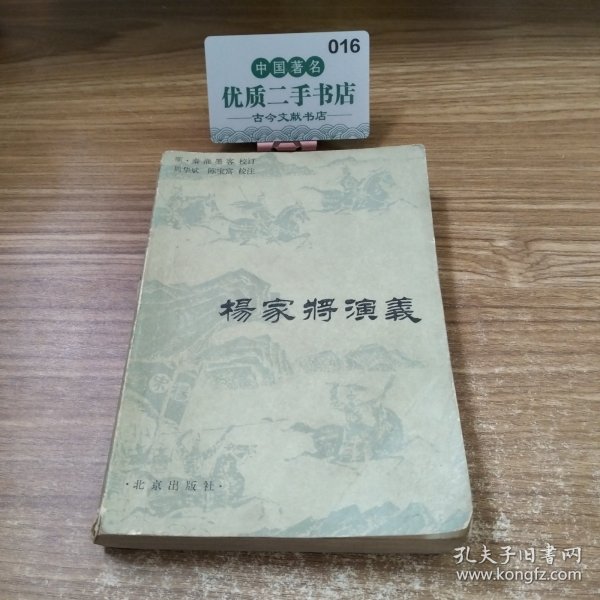 016
中国著名
优质二手书店
古今文献书店
秦淮墨客 校订
周华斌 陈宝富 校注
楊家將演義
·北京出版社·
孔夫子旧书网
www.kongfz.com